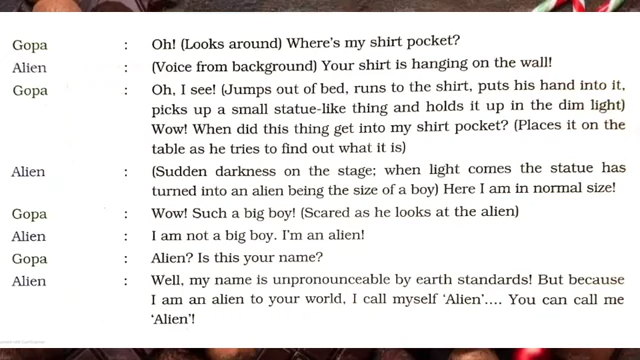 Gopa : Oh! (Looks around) Where's my shirt pocket?
Alien : (Voice from background) Your shirt is hanging on the wall!
Gopa : Oh, I see! (Jumps out of bed, runs to the shirt, puts his hand into it,
picks up a small statue-like thing and holds it up in the dim light)
Wow! When did this thing get into my shirt pocket? (Places it on the
table as he tries to find out what it is)
Alien : (Sudden darkness on the stage; when light comes the statue has
turned into an alien being the size of a boy) Here I am in normal size!
Gopa : Wow! Such a big boy! (Scared as he looks at the alien)
Alien : I am not a big boy. I'm an alien!
Gopa : Alien? Is this your name?
Alien : Well, my name is unpronounceable by earth standards! But because
I am an alien to your world, I call myself 'Alien'.... You can call me
'Alien'!